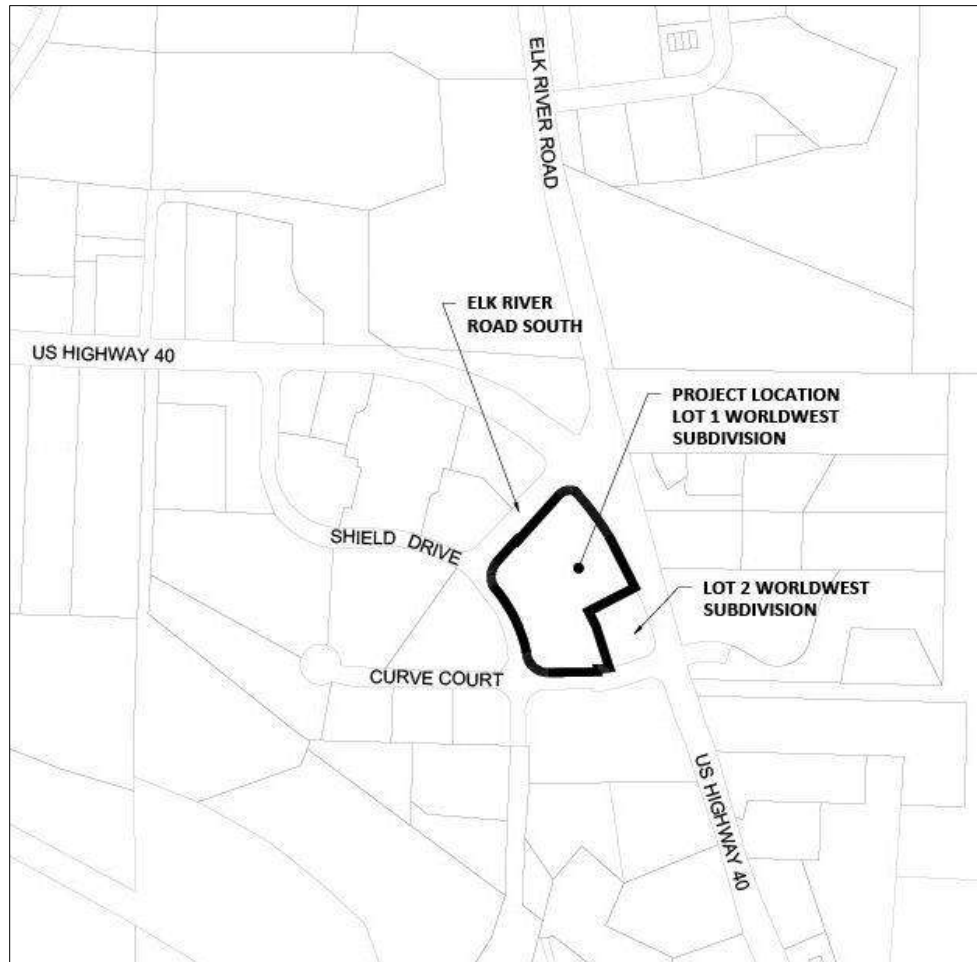 ELK RIVER ROAD
ELK RIVER
ROAD SOUTH
US HIGHWAY 40
PROJECT LOCATION
LOT 1 WORLDWEST
SUBDIVISION
SHIELD DRIVE
LOT 2 WORLDWEST
SUBDIVISION
CURVE COURT
US HIGHWAY 40